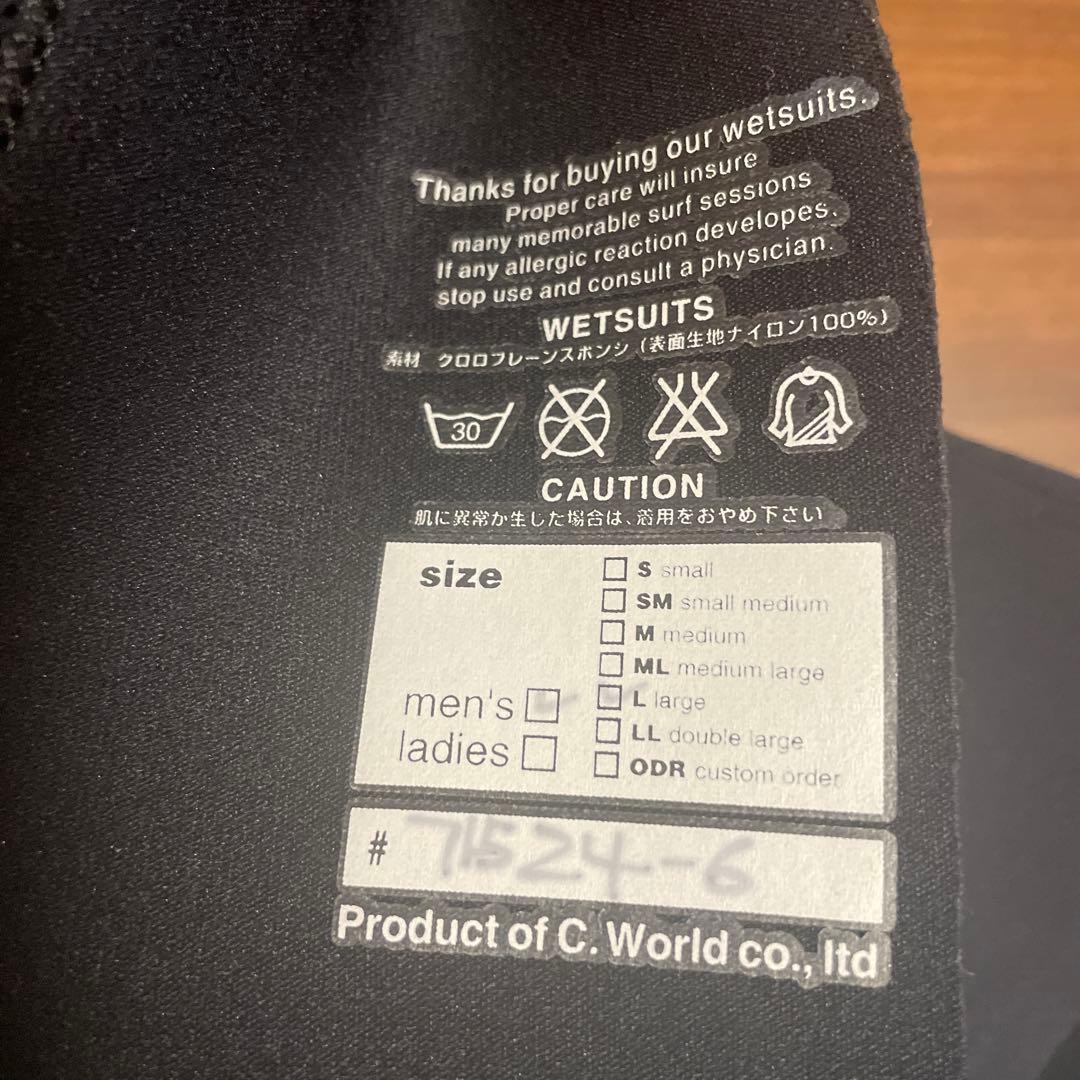 Thanks for buying our wetsuits.
Proper care will insure
many memorable surf sessions
If any allergic reaction developes.
stop use and consult a physician.
WETSUITS
素材 クロロフレーンスポンシ (表面生地ナイロン100%)
30
CAUTION
肌に異常か生した場合は、着用をおやめ下さい
size
S small
SM small medium
M medium
ML medium large
L large
LL double large
ODR custom order
men's
ladies
# 71524-6
Product of C. World co., ltd